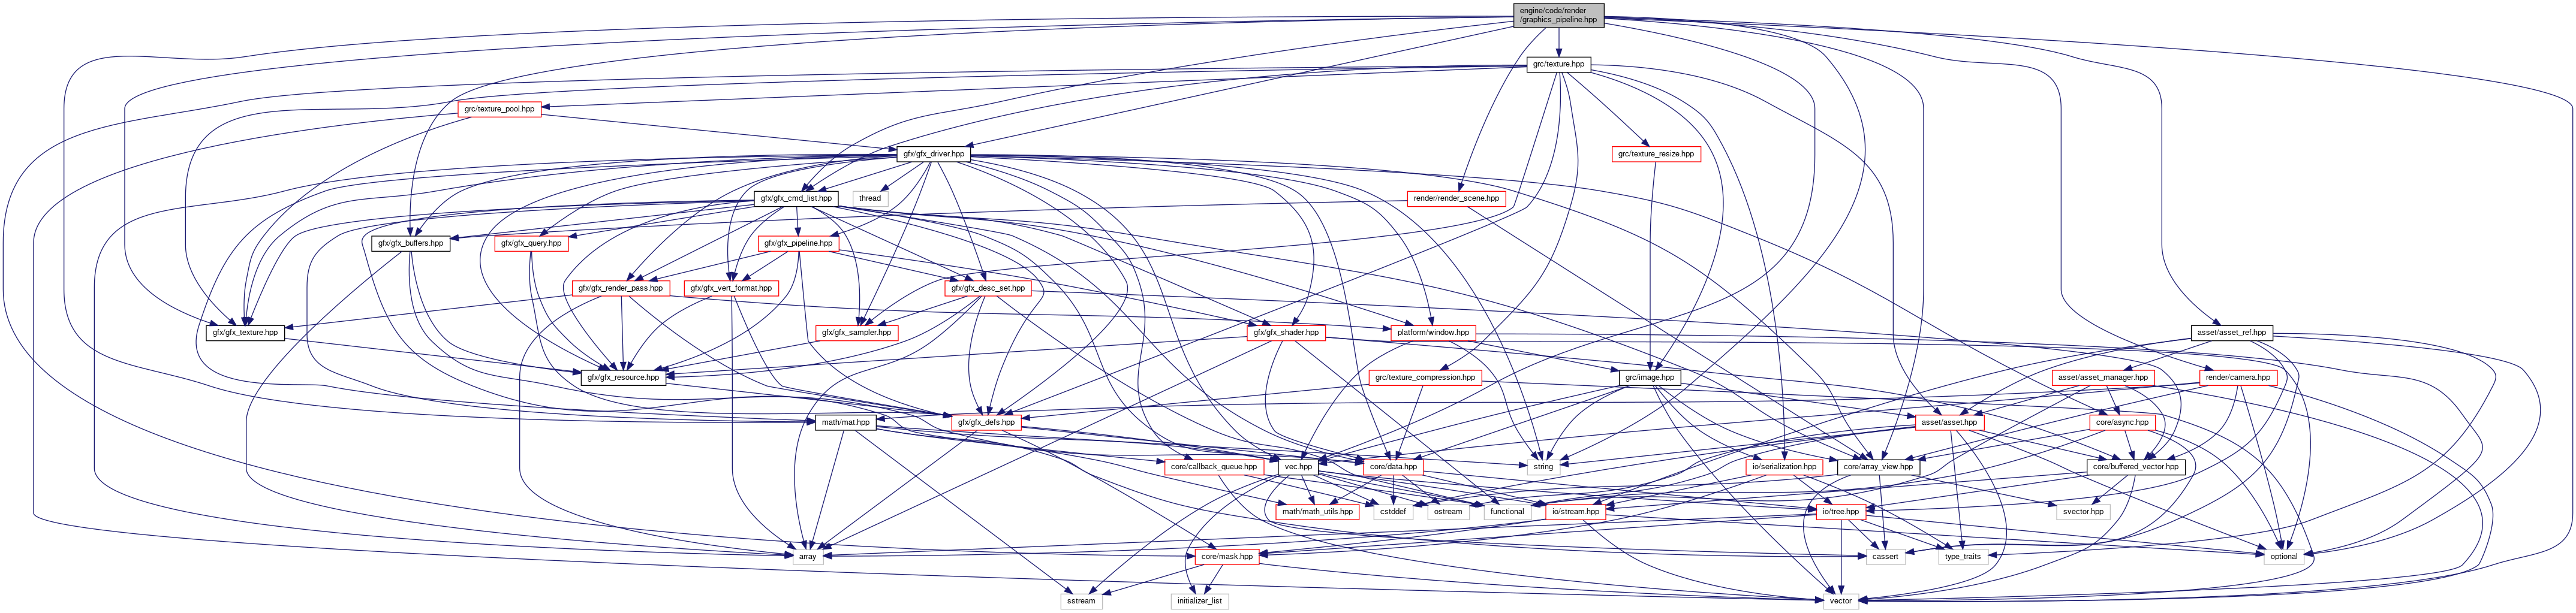 engine/code/render
/graphics_pipeline.hpp
grc/texture.hpp
grc/texture_pool.hpp
gfx/gfx_driver.hpp
grc/texture_resize.hpp
gfx/gfx_cmd_list.hpp
thread
render/render_scene.hpp
gfx/gfx_buffers.hpp
gfx/gfx_query.hpp
gfx/gfx_pipeline.hpp
gfx/gfx_render_pass.hpp
gfx/gfx_vert_format.hpp
gfx/gfx_desc_set.hpp
gfx/gfx_texture.hpp
gfx/gfx_sampler.hpp
gfx/gfx_shader.hpp
platform/window.hpp
asset/asset_ref.hpp
gfx/gfx_resource.hpp
grc/texture_compression.hpp
grc/image.hpp
asset/asset_manager.hpp
render/camera.hpp
math/mat.hpp
gfx/gfx_defs.hpp
asset/asset.hpp
core/async.hpp
core/callback_queue.hpp
vec.hpp
core/data.hpp
string
io/serialization.hpp
core/array_view.hpp
core/buffered_vector.hpp
math/math_utils.hpp
cstddef
ostream
functional
io/stream.hpp
io/tree.hpp
svector.hpp
array
core/mask.hpp
cassert
type_traits
optional
sstream
initializer_list
vector